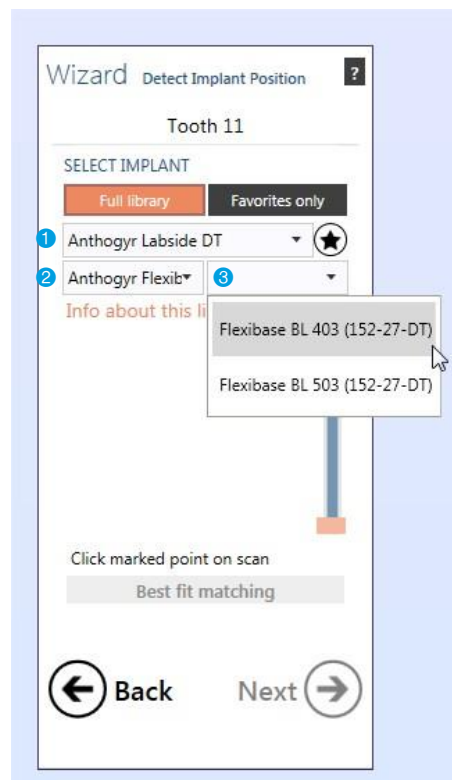 Wizard Detect Implant Position ?
Tooth 11
SELECT IMPLANT
Full library Favorites only
1 Anthogyr Labside DT
2 Anthogyr Flexib 3
Info about this li
Flexibase BL 403 (152-27-DT)
Flexibase BL 503 (152-27-DT)
Click marked point on scan
Best fit matching
Back Next